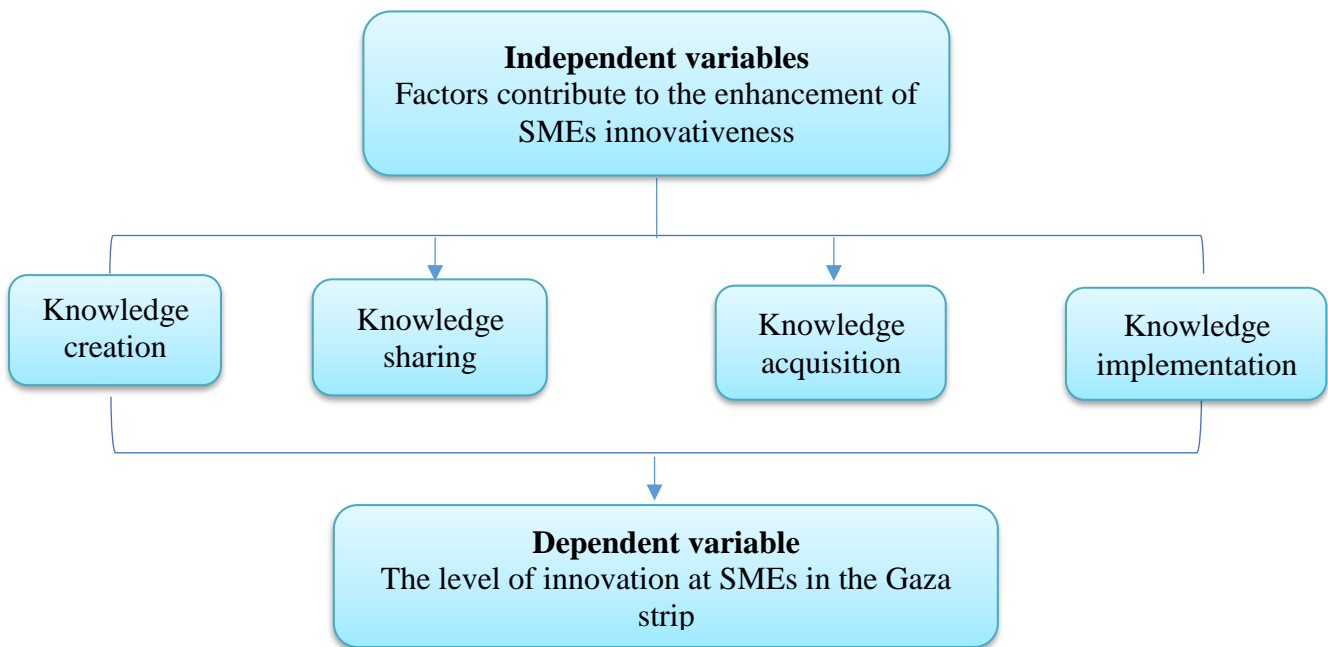 Independent variables
Factors contribute to the enhancement of
SMEs innovativeness
Knowledge
creation
Knowledge
sharing
Knowledge
acquisition
Knowledge
implementation
Dependent variable
The level of innovation at SMEs in the Gaza
strip